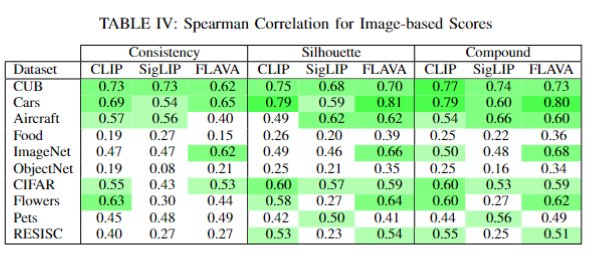 TABLE IV: Spearman Correlation for Image-based Scores
Consistency Silhouette Compound
Dataset CLIP SigLIP FLAVA CLIP SigLIP FLAVA CLIP SigLIP FLAVA
CUB 0.73 0.73 0.62 0.75 0.68 0.70 0.77 0.74 0.73
Cars 0.69 0.54 0.65 0.79 0.59 0.81 0.79 0.60 0.80
Aircraft 0.57 0.56 0.40 0.49 0.62 0.62 0.54 0.66 0.60
Food 0.19 0.27 0.15 0.26 0.20 0.39 0.25 0.22 0.36
ImageNet 0.47 0.47 0.62 0.49 0.46 0.66 0.50 0.48 0.68
ObjectNet 0.19 0.08 0.21 0.25 0.21 0.35 0.25 0.16 0.34
CIFAR 0.55 0.43 0.53 0.60 0.57 0.59 0.60 0.53 0.59
Flowers 0.63 0.30 0.44 0.58 0.27 0.64 0.60 0.27 0.62
Pets 0.45 0.48 0.49 0.42 0.50 0.41 0.44 0.56 0.49
RESISC 0.40 0.27 0.27 0.53 0.23 0.54 0.55 0.25 0.51